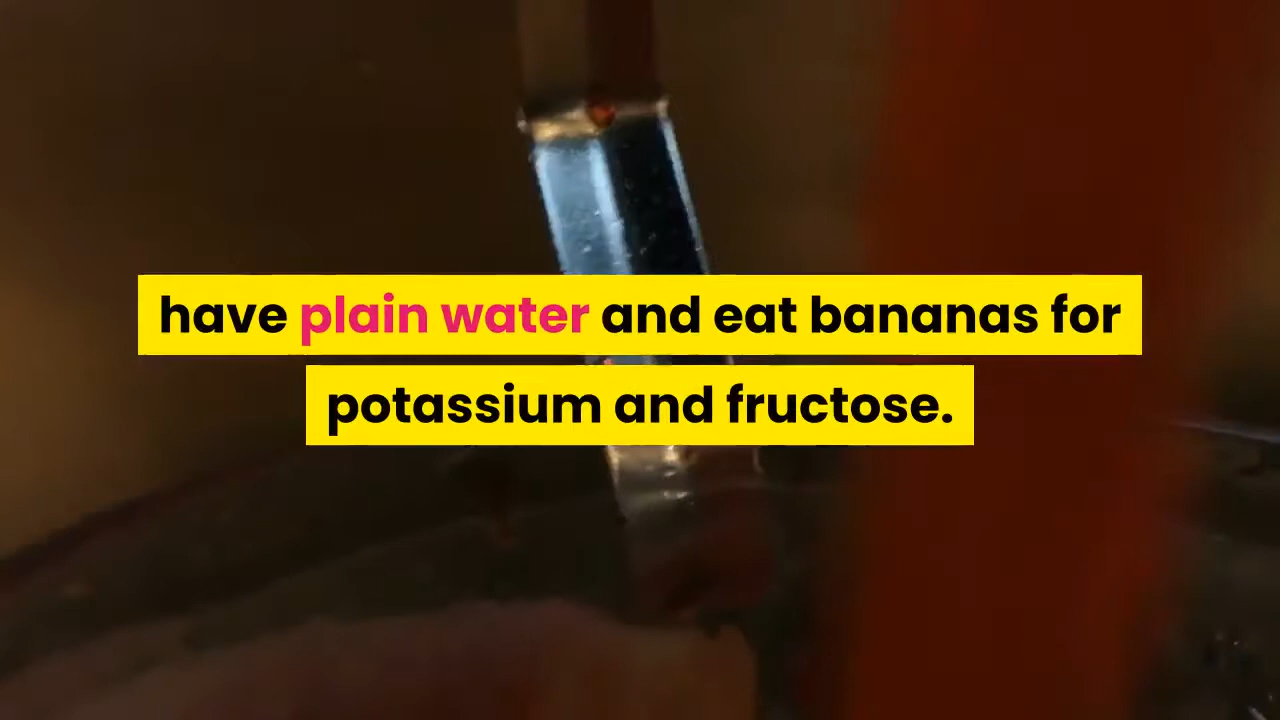 have plain water and eat bananas for
potassium and fructose.